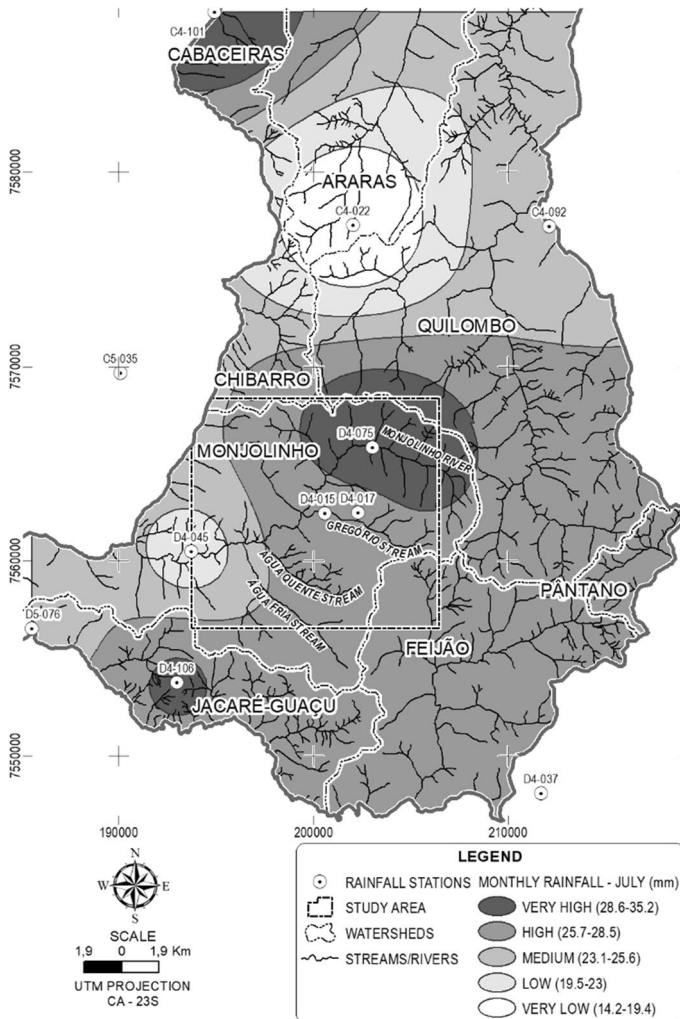 C4-101
CABACEIRAS
7580000
ARARAS
C4-022
C4-092
QUILOMBO
7570000
C5-035
CHIBARRO
MONJOLINHO
D4-075
MONJOLINHO RIVER
D4-015 D4-017
GREGÓRIO STREAM
D4-045
7560000
ÁGUA QUENTE STREAM
ÁGUA FRIA STREAM
PÂNTANO
D5-076
FEIJÃO
D4-106
JACARÉ-GUAÇU
7550000
D4-037
190000 200000 210000
N
W E
S
SCALE
1,9 0 1,9 Km
UTM PROJECTION
CA - 23S
LEGEND
RAINFALL STATIONS
STUDY AREA
WATERSHEDS
STREAMS/RIVERS
MONTHLY RAINFALL - JULY (mm)
VERY HIGH (28.6-35.2)
HIGH (25.7-28.5)
MEDIUM (23.1-25.6)
LOW (19.5-23)
VERY LOW (14.2-19.4)